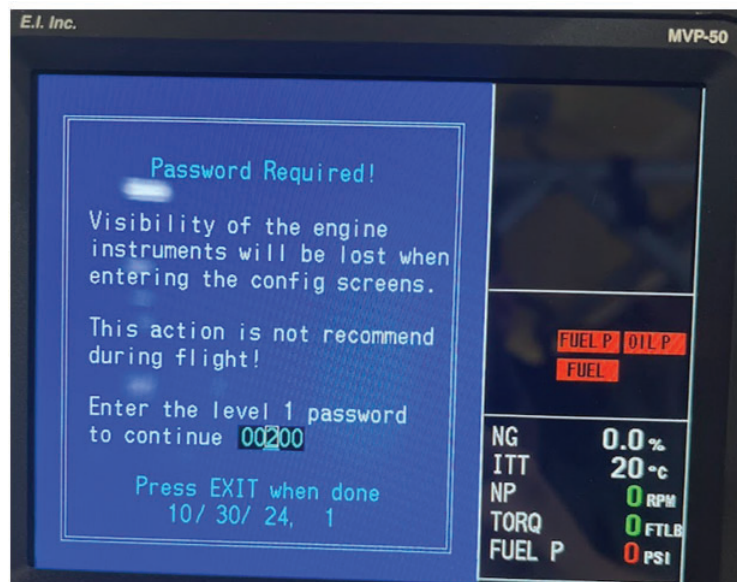 E.I. Inc.
MVP-50
Password Required!
Visibility of the engine
instruments will be lost when
entering the config screens.
This action is not recommend
during flight!
Enter the level 1 password
to continue 00200
Press EXIT when done
10/ 30/ 24, 1
FUEL P OIL P
FUEL
NG 0.0 %
ITT 20 °C
NP 0 RPM
TORQ 0 FTLB
FUEL P 0 PSI